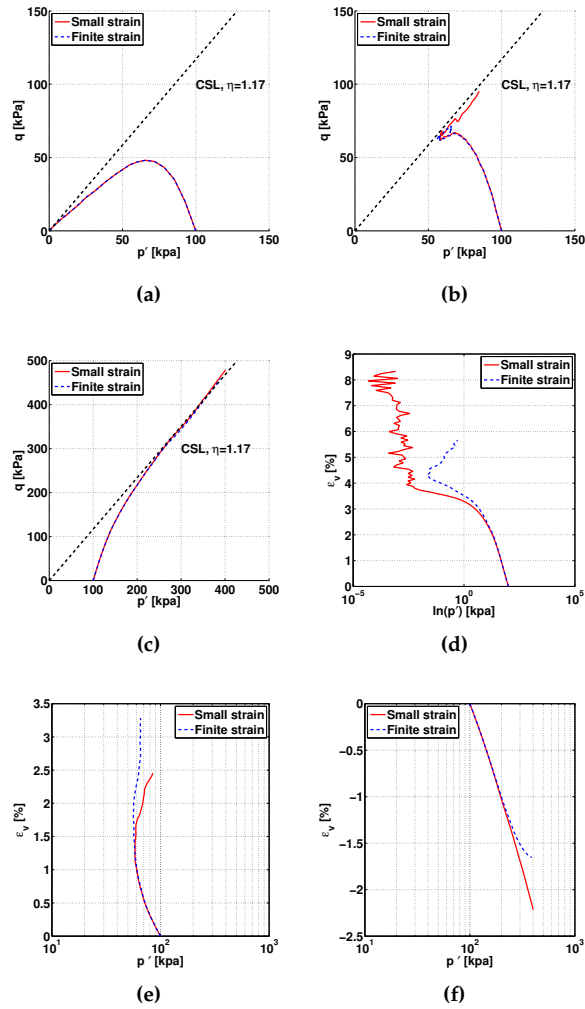 150
100
50
0
q [kPa]
Small strain
Finite strain
CSL, η=1.17
0 50 100 150
p′ [kpa]
(a)
150
100
50
0
q [kPa]
Small strain
Finite strain
CSL, η=1.17
0 50 100 150
p′ [kpa]
(b)
500
400
300
200
100
0
q [kPa]
Small strain
Finite strain
CSL, η=1.17
0 100 200 300 400 500
p′ [kpa]
(c)
9
8
7
6
5
4
3
2
1
0
εv [%]
Small strain
Finite strain
10⁻⁵ 10⁰ 10⁵
ln(p′) [kpa]
(d)
3.5
3
2.5
2
1.5
1
0.5
0
εv [%]
Small strain
Finite strain
10¹ 10² 10³
p′ [kpa]
(e)
0
−0.5
−1
−1.5
−2
−2.5
εv [%]
Small strain
Finite strain
10¹ 10² 10³
p′ [kpa]
(f)